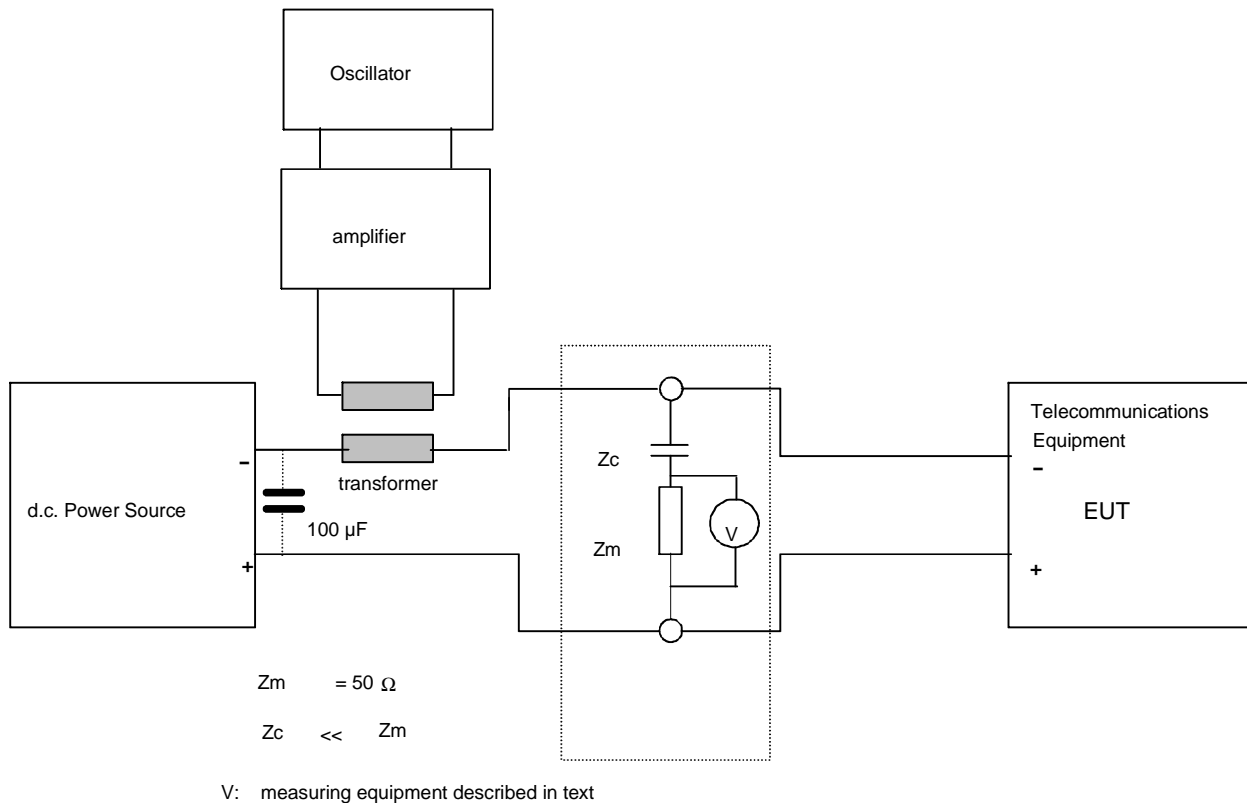 Oscillator
amplifier
transformer
-
d.c. Power Source
100 µF
+
Zc
Zm
V
Telecommunications
Equipment
-
EUT
+
Zm = 50 Ω
Zc << Zm
V: measuring equipment described in text